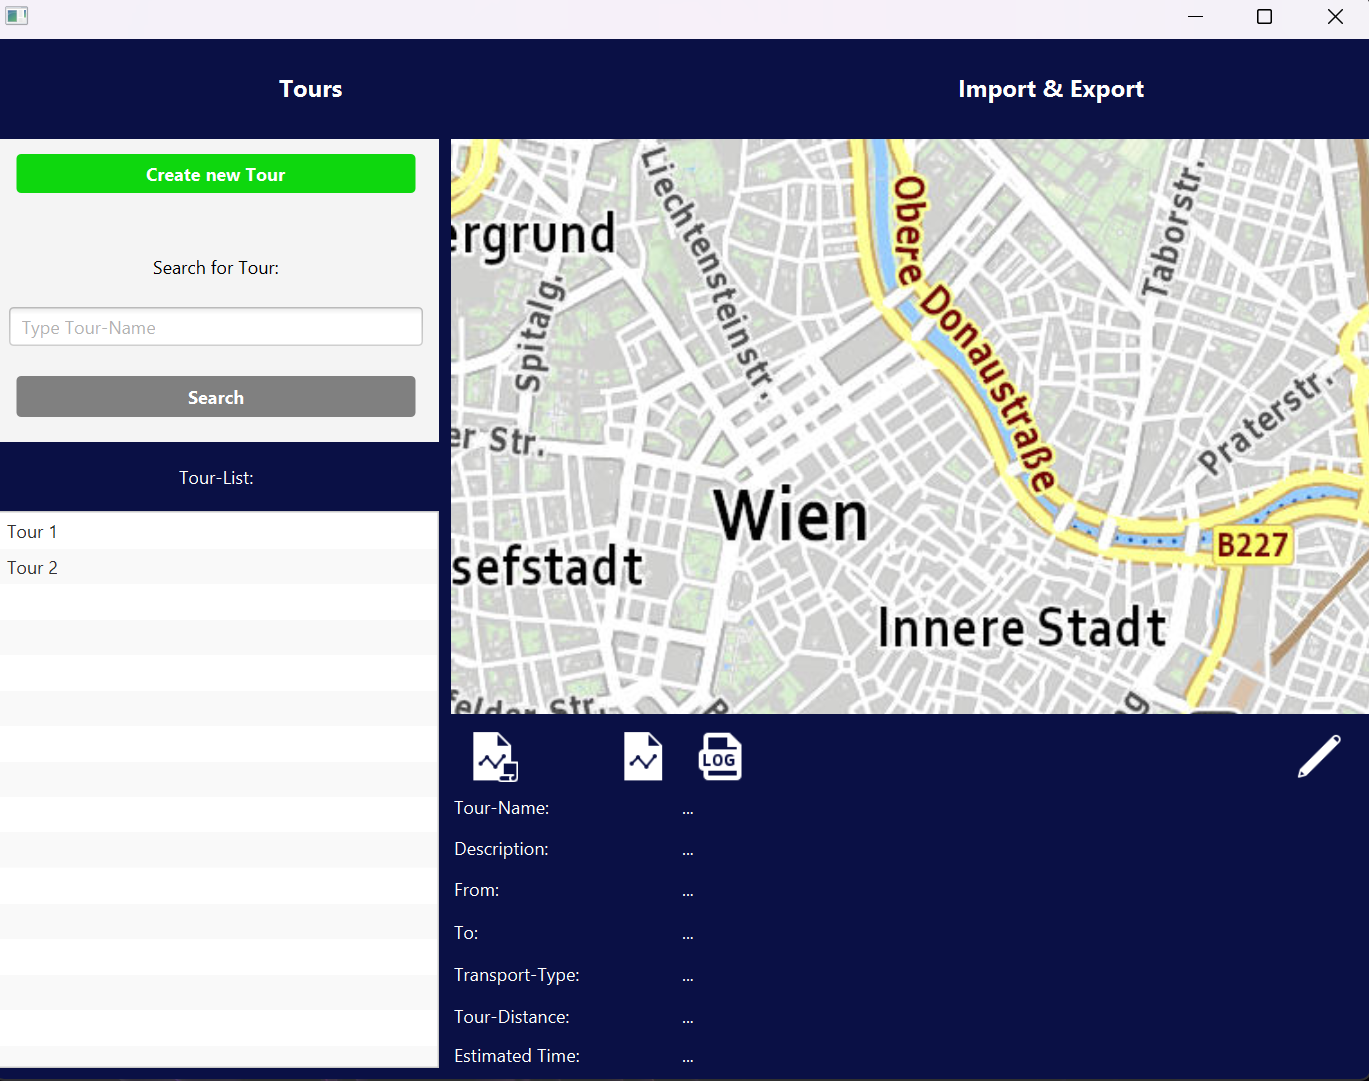 Tours
Import & Export
Create new Tour
Search for Tour:
Type Tour-Name
Search
Tour-List:
Tour 1
Tour 2
Liechtensteinstr.
Obere Donaustraße
Taborstr.
ergrund
Spitalg.
Praterstr.
er Str.
Wien
B227
sefstadt
Innere Stadt
felder Str.
LOG
Tour-Name: ...
Description: ...
From: ...
To: ...
Transport-Type: ...
Tour-Distance: ...
Estimated Time: ...